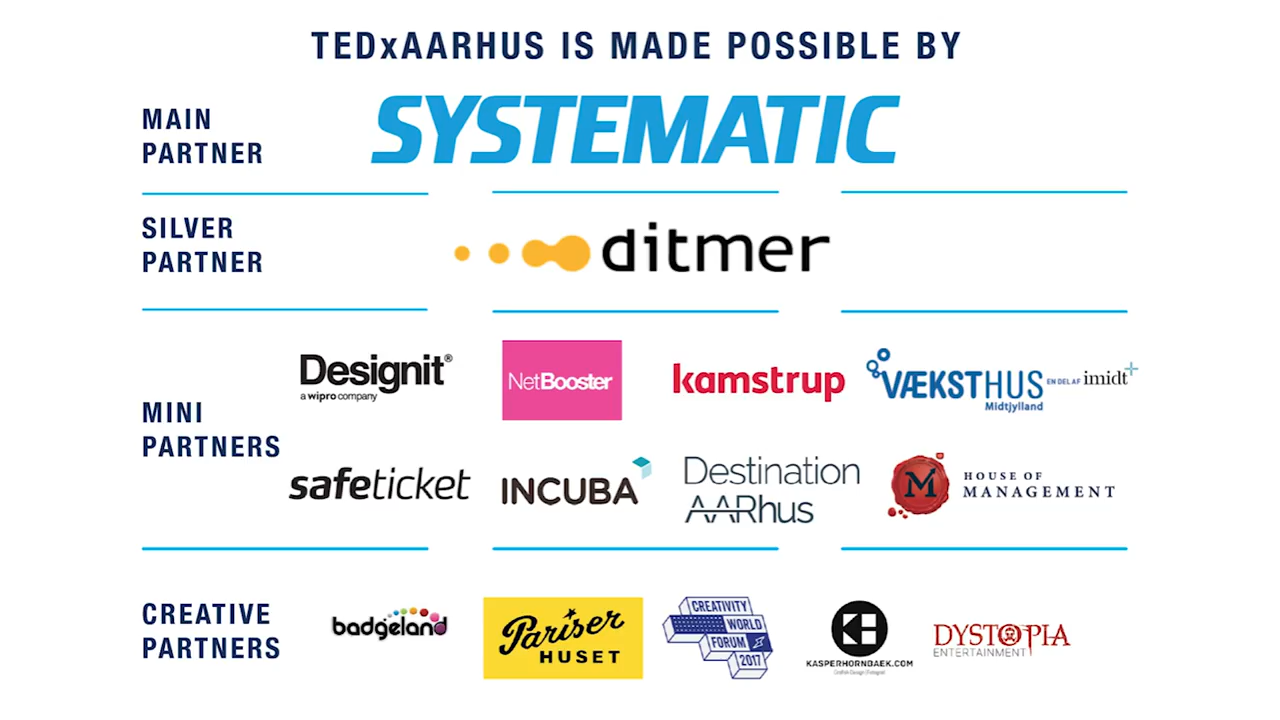 TEDxAARHUS IS MADE POSSIBLE BY
MAIN
PARTNER
SYSTEMATIC
SILVER
PARTNER
ditmer
MINI
PARTNERS
Designit®
a wipro company
NetBooster
kamstrup
VÆKSTHUS EN DEL AF imidt
Midtjylland
safeticket
INCUBA
Destination
AARhus
M
HOUSE OF
MANAGEMENT
CREATIVE
PARTNERS
badgeland
Pariser
HUSET
CREATIVITY
WORLD
FORUM
2017
KASPERHORNBAEK.COM
DYSTOPIA
ENTERTAINMENT